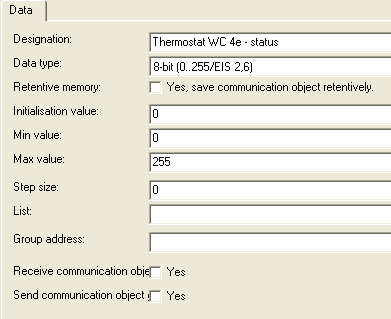 Data
Designation: Thermostat WC 4e - status
Data type: 8-bit (0..255/EIS 2,6)
Retentive memory: Yes, save communication object retentively.
Initialisation value: 0
Min value: 0
Max value: 255
Step size: 0
List:
Group address:
Receive communication obje Yes
Send communication object Yes